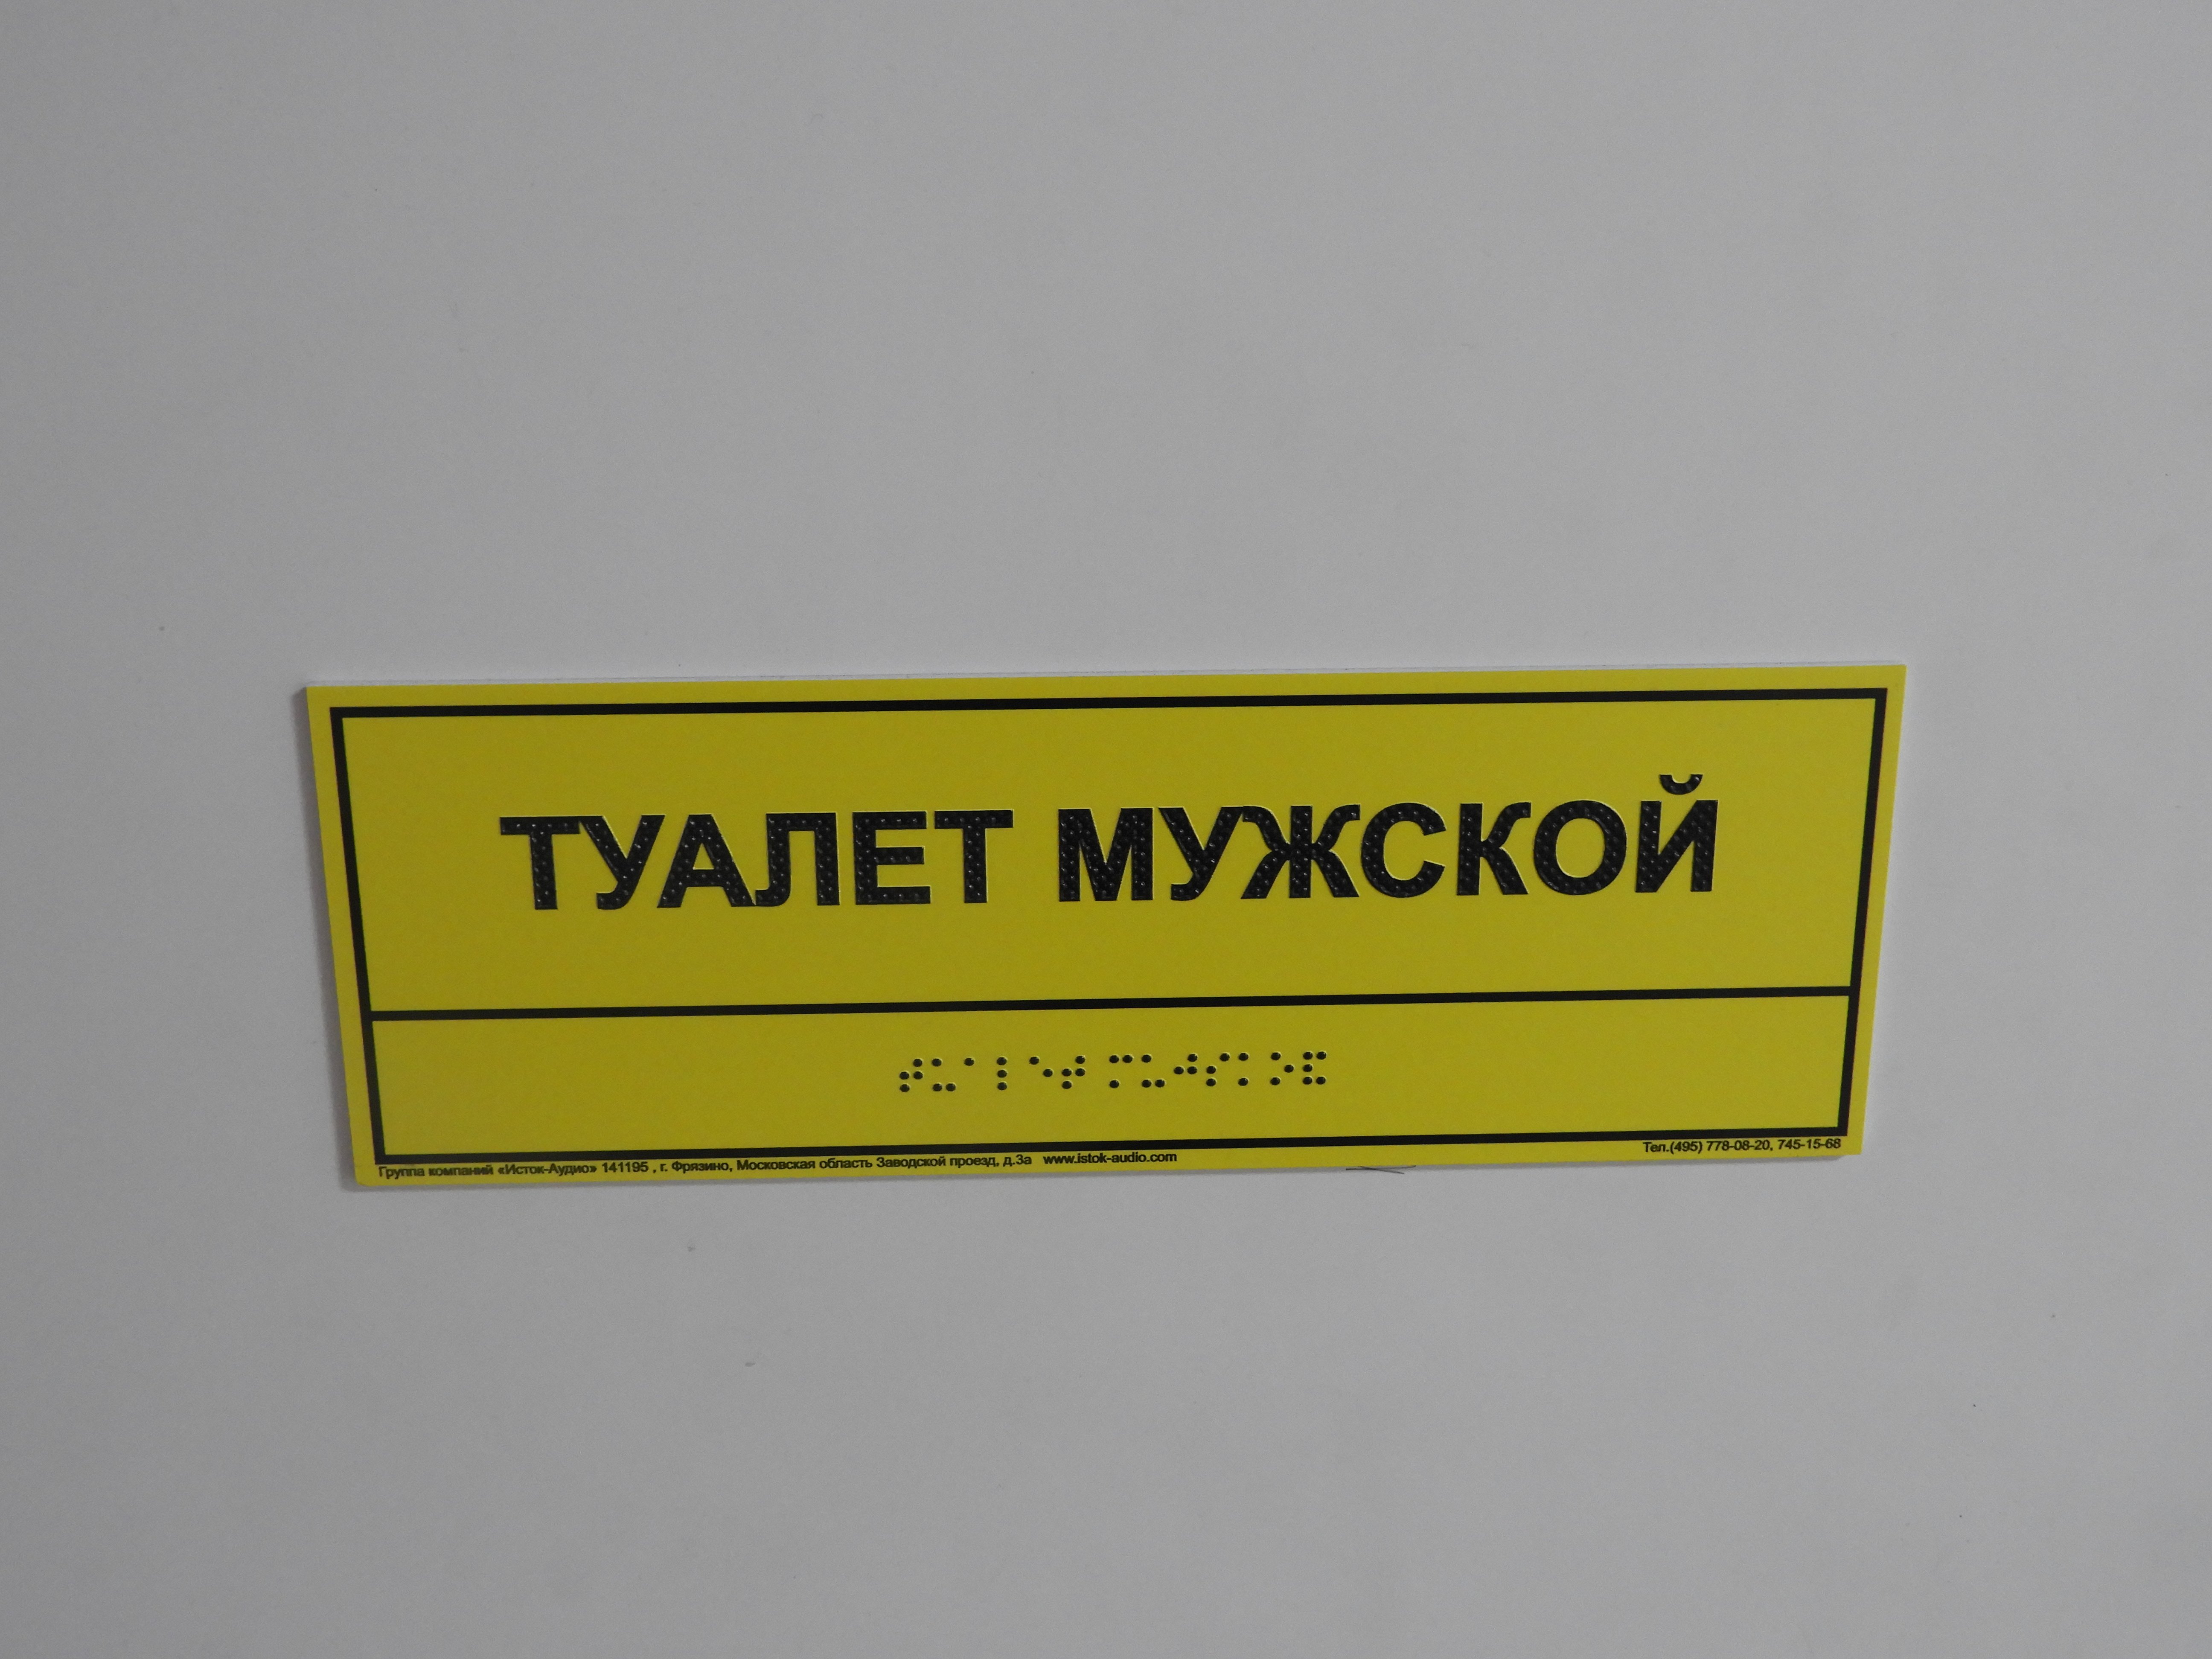 ТУАЛЕТ МУЖСКОЙ
⠞⠥⠁⠇⠑⠞ ⠍⠥⠚⠎⠅⠕⠯
Группа компаний «Исток-Аудио» 141195 , г. Фрязино, Московская область Заводской проезд, д.3а www.istok-audio.com
Тел.(495) 778-08-20, 745-15-68